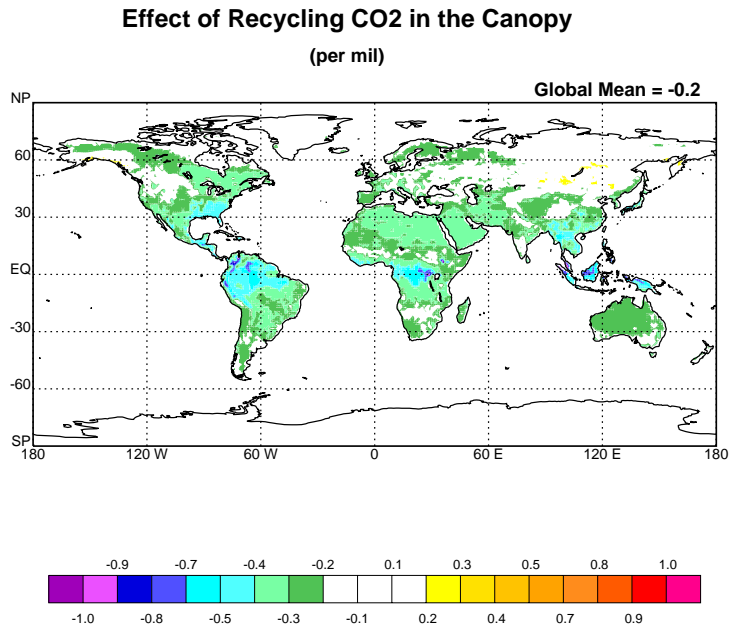 Effect of Recycling CO2 in the Canopy
(per mil)
Global Mean = -0.2
NP
60
30
EQ
-30
-60
SP
180 120 W 60 W 0 60 E 120 E 180
-0.9 -0.7 -0.4 -0.2 0.1 0.3 0.5 0.8 1.0
-1.0 -0.8 -0.5 -0.3 -0.1 0.2 0.4 0.7 0.9